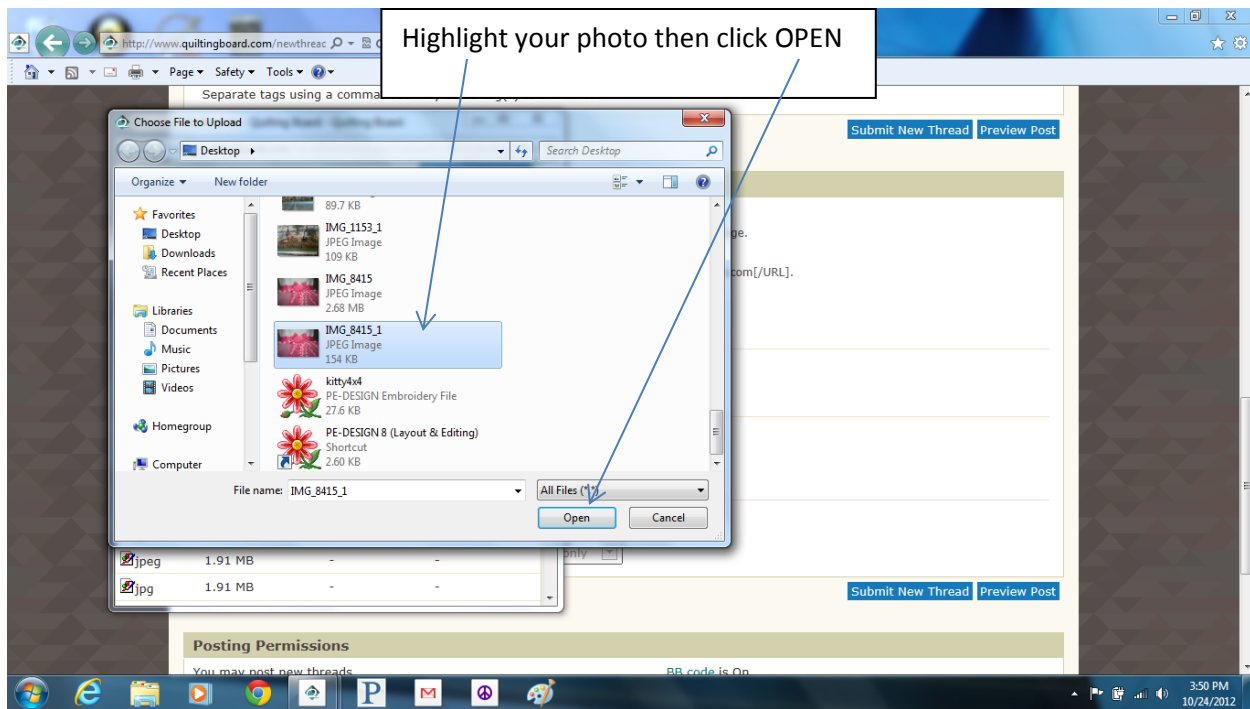 Highlight your photo then click OPEN
http://www.quiltingboard.com/newthreac
Page Safety Tools
Separate tags using a comma
Choose File to Upload
Submit New Thread Preview Post
Desktop
Search Desktop
Organize New folder
Favorites
Desktop
Downloads
Recent Places
Libraries
Documents
Music
Pictures
Videos
Homegroup
Computer
89.7 KB
IMG_1153_1
JPEG Image
109 KB
IMG_8415
JPEG Image
2.68 MB
IMG_8415_1
JPEG Image
154 KB
kitty4x4
PE-DESIGN Embroidery File
27.6 KB
PE-DESIGN 8 (Layout & Editing)
Shortcut
2.60 KB
ge.
com[/URL].
File name: IMG_8415_1
All Files (*.*)
Open Cancel
only
jpeg 1.91 MB - -
jpg 1.91 MB - -
Submit New Thread Preview Post
Posting Permissions
You may post new threads
BB code is On
P
3:50 PM
10/24/2012